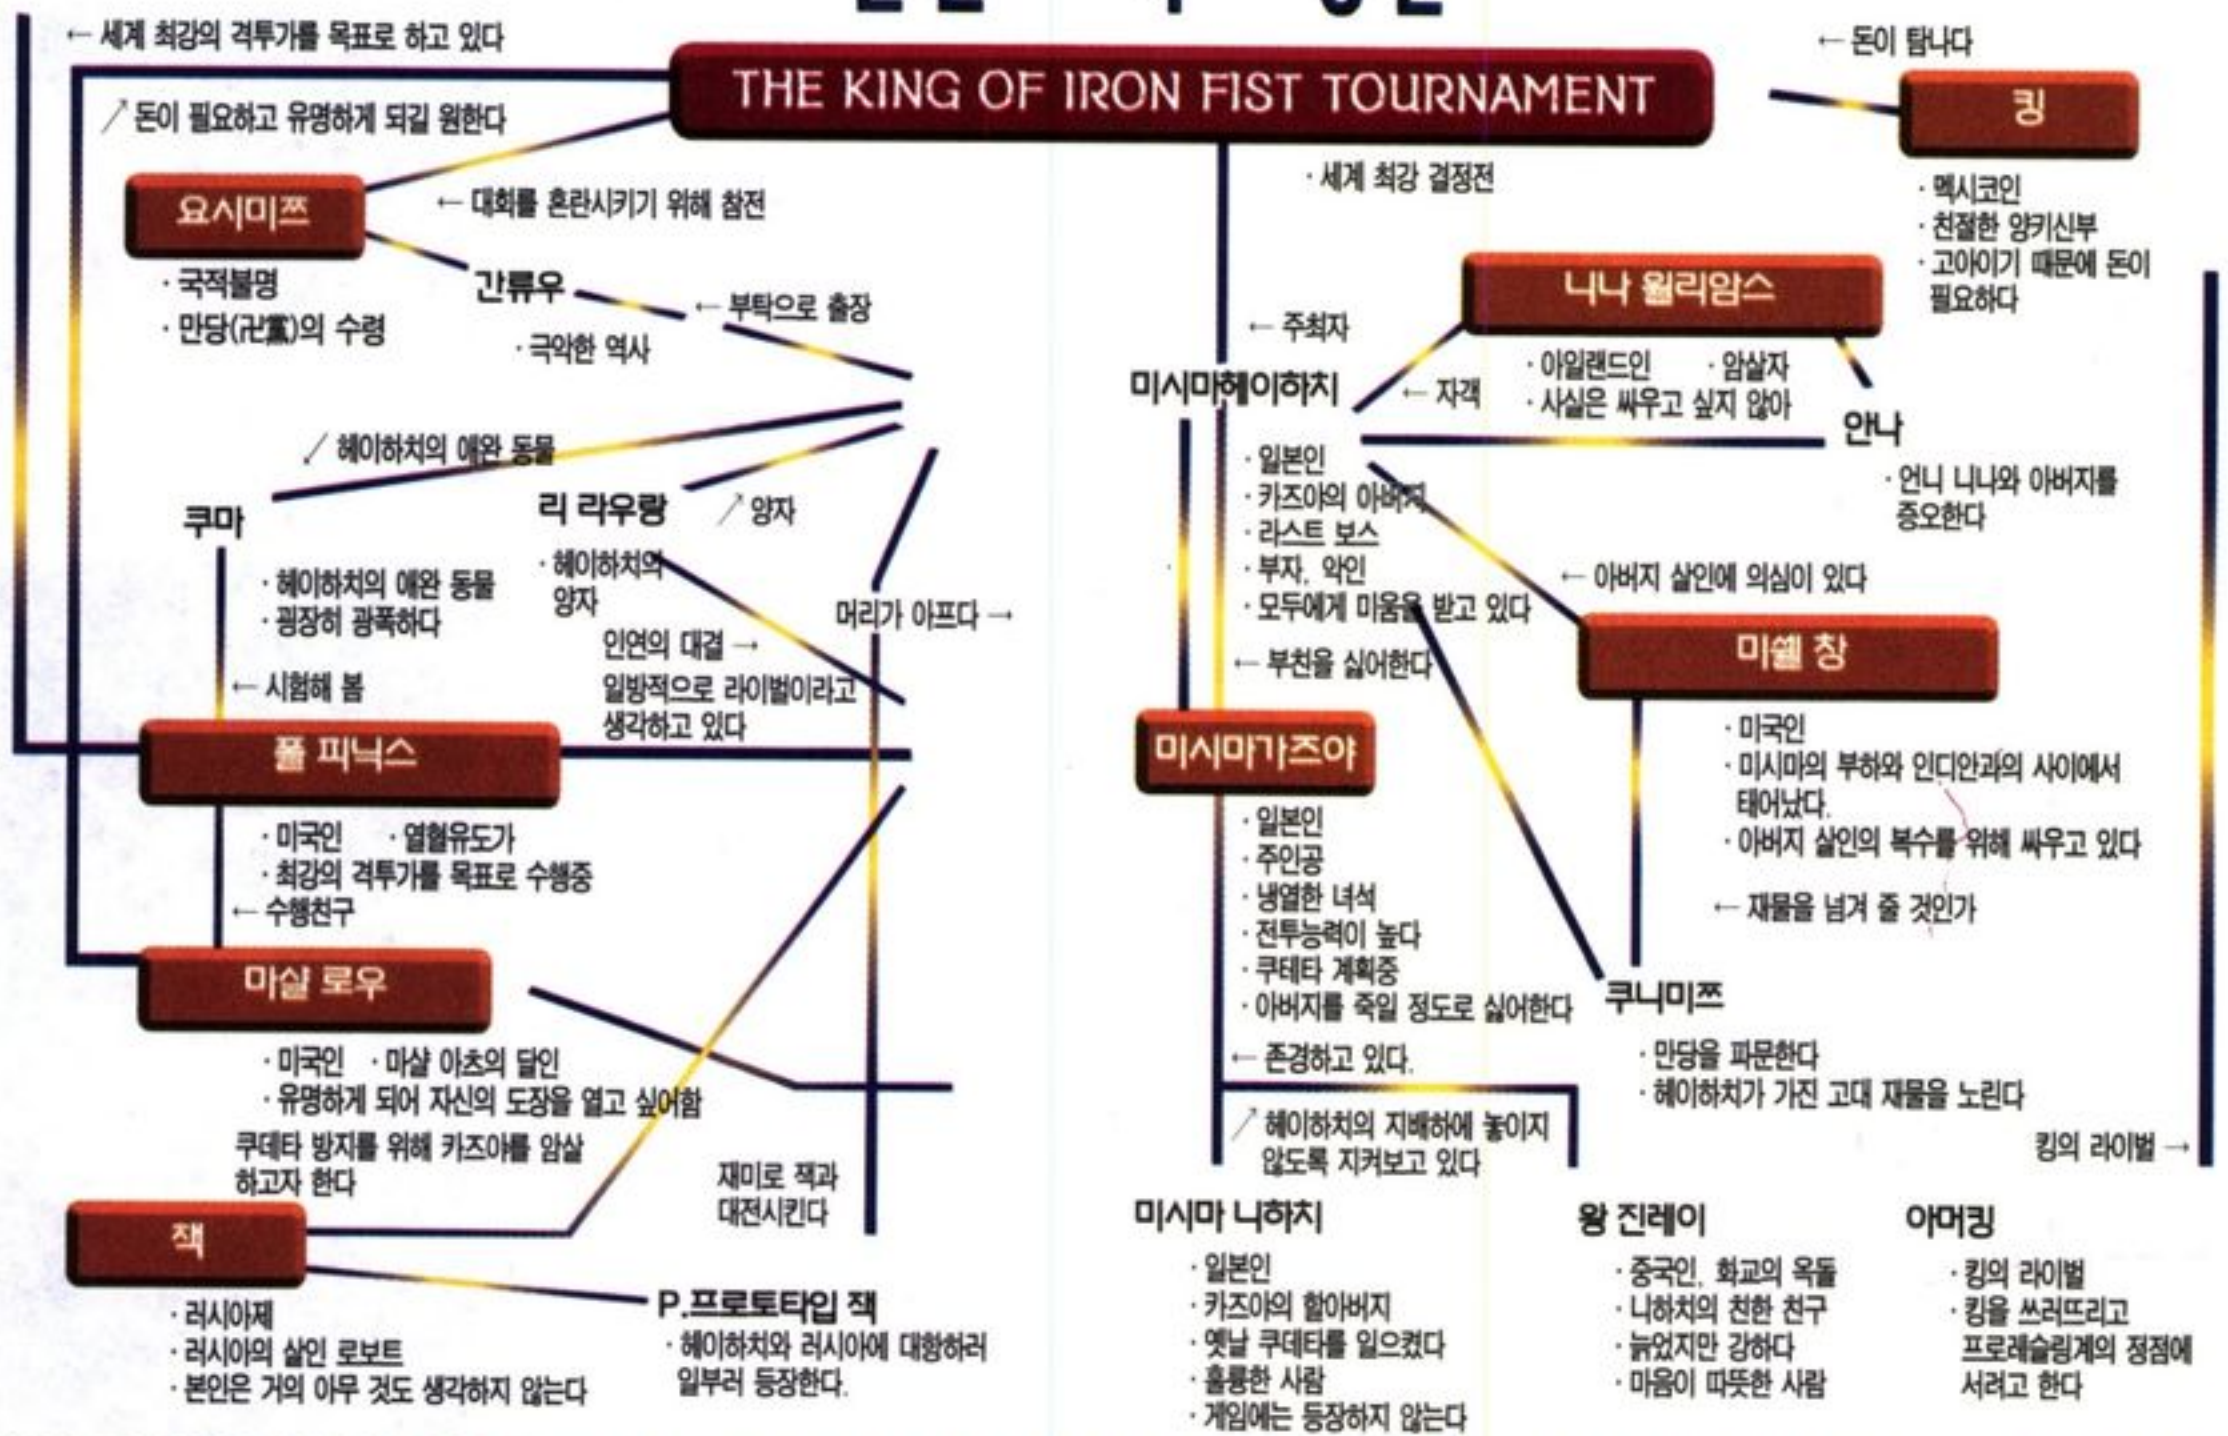 ← 세계 최강의 격투가를 목표로 하고 있다
THE KING OF IRON FIST TOURNAMENT
← 돈이 탐나다
킹
↗ 돈이 필요하고 유명하게 되길 원한다
· 세계 최강 결정전
· 멕시코인
· 친절한 양키신부
· 고아이기 때문에 돈이
필요하다
요시미쯔
← 대회를 혼란시키기 위해 참전
· 국적불명
· 만당(卍黨)의 수령
간류우
← 부탁으로 출장
· 극악한 역사
니나 윌리암스
← 주최자
· 아일랜드인 · 암살자
· 사실은 싸우고 싶지 않아
미시마헤이하치
← 자객
안나
· 언니 니나와 아버지를
증오한다
↙ 헤이하치의 애완 동물
쿠마
리 라우랑
↗ 양자
· 일본인
· 카즈야의 아버지
· 라스트 보스
· 부자, 악인
· 모두에게 미움을 받고 있다
· 헤이하치의 애완 동물
· 굉장히 광폭하다
· 헤이하치의
양자
머리가 아프다 →
← 아버지 살인에 의심이 있다
미쉘 창
인연의 대결 →
일방적으로 라이벌이라고
생각하고 있다
← 부친을 싫어한다
← 시험해 봄
폴 피닉스
미시마가즈야
· 미국인
· 미시마의 부하와 인디안과의 사이에서
태어났다.
· 아버지 살인의 복수를 위해 싸우고 있다
· 미국인 · 열혈유도가
· 최강의 격투가를 목표로 수행중
← 수행친구
· 일본인
· 주인공
· 냉열한 녀석
· 전투능력이 높다
· 쿠테타 계획중
· 아버지를 죽일 정도로 싫어한다
← 재물을 넘겨 줄 것인가
마샬 로우
쿠니미쯔
· 미국인 · 마샬 아츠의 달인
· 유명하게 되어 자신의 도장을 열고 싶어함
← 존경하고 있다.
· 만당을 파문한다
· 헤이하치가 가진 고대 재물을 노린다
쿠데타 방지를 위해 카즈야를 암살
하고자 한다
재미로 잭과
대전시킨다
↗ 헤이하치의 지배하에 놓이지
않도록 지켜보고 있다
킹의 라이벌 →
잭
미시마 니하치
왕 진레이
아머킹
P.프로토타입 잭
· 러시아제
· 러시아의 살인 로보트
· 본인은 거의 아무 것도 생각하지 않는다
· 헤이하치와 러시아에 대항하러
일부러 등장한다.
· 일본인
· 카즈야의 할아버지
· 옛날 쿠데타를 일으켰다
· 훌륭한 사람
· 게임에는 등장하지 않는다
· 중국인, 화교의 옥돌
· 니하치의 친한 친구
· 늙었지만 강하다
· 마음이 따뜻한 사람
· 킹의 라이벌
· 킹을 쓰러뜨리고
프로레슬링계의 정점에
서려고 한다